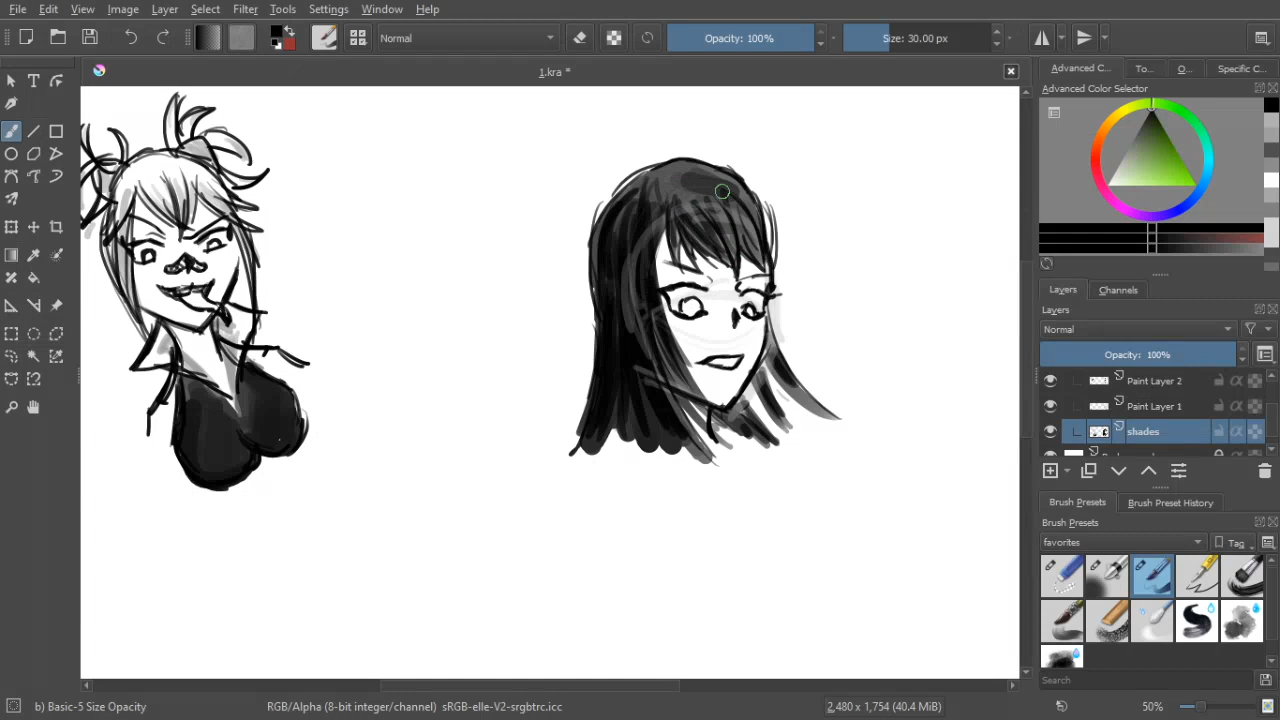 File Edit View Image Layer Select Filter Tools Settings Window Help
Normal Opacity: 100% Size: 30.00 px
1.kra *
Advanced C... To... O... Specific C...
Advanced Color Selector
Layers Channels
Layers
Normal
Opacity: 100%
Paint Layer 2
Paint Layer 1
shades
Brush Presets Brush Preset History
Brush Presets
favorites Tag
Search
b) Basic-5 Size Opacity RGB/Alpha (8-bit integer/channel) sRGB-elle-V2-srgbtrc.icc 2,480 x 1,754 (40.4 MiB) 50%